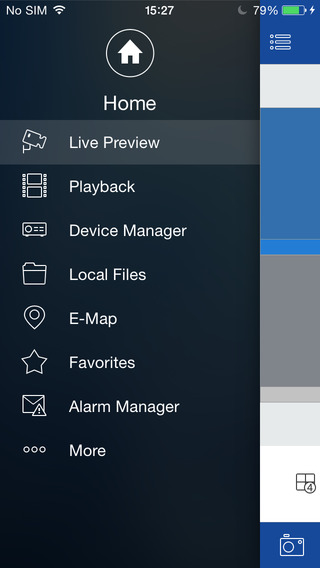 No SIM 15:27 79%
Home
Live Preview
Playback
Device Manager
Local Files
E-Map
Favorites
Alarm Manager
More
4